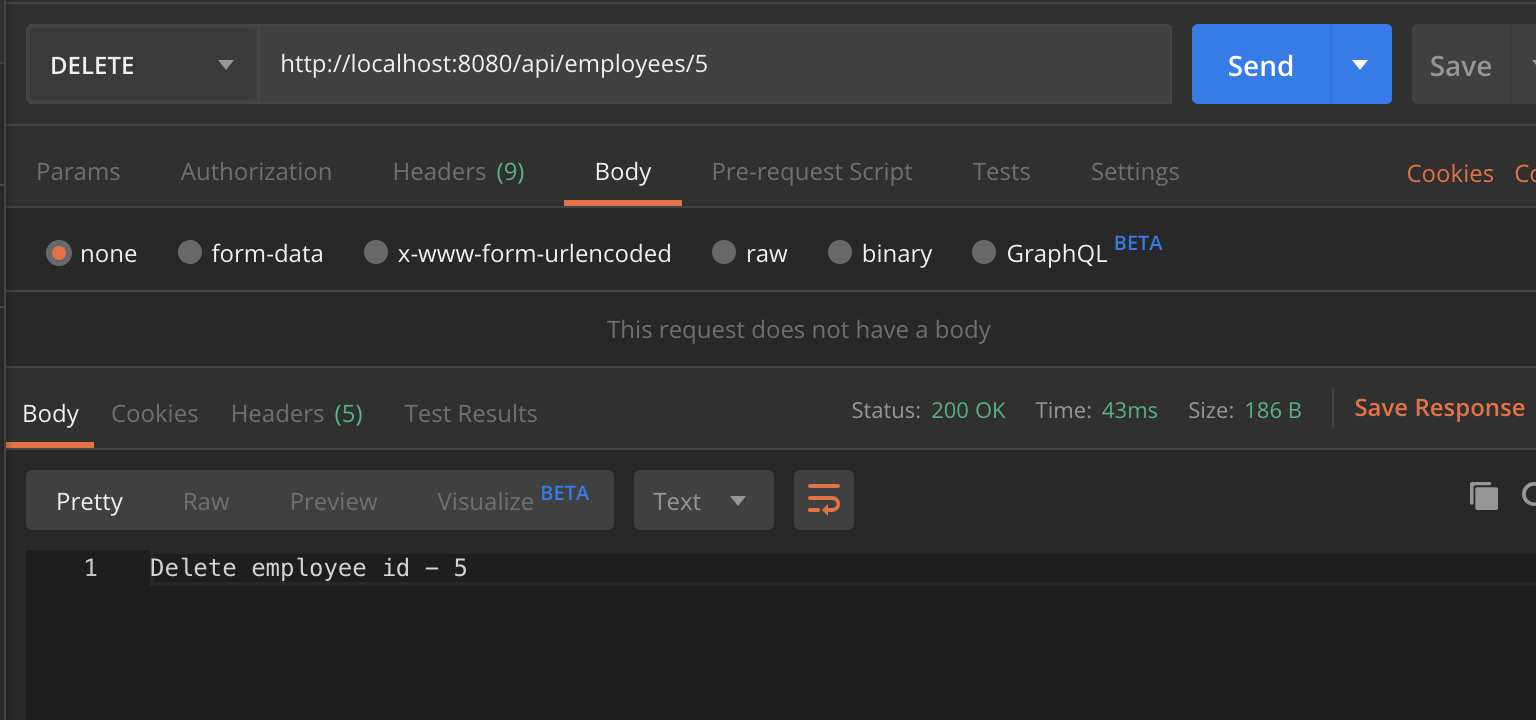 DELETE http://localhost:8080/api/employees/5 Send Save
Params Authorization Headers (9) Body Pre-request Script Tests Settings Cookies
none form-data x-www-form-urlencoded raw binary GraphQL BETA
This request does not have a body
Body Cookies Headers (5) Test Results Status: 200 OK Time: 43ms Size: 186 B Save Response
Pretty Raw Preview Visualize BETA Text
1 Delete employee id - 5